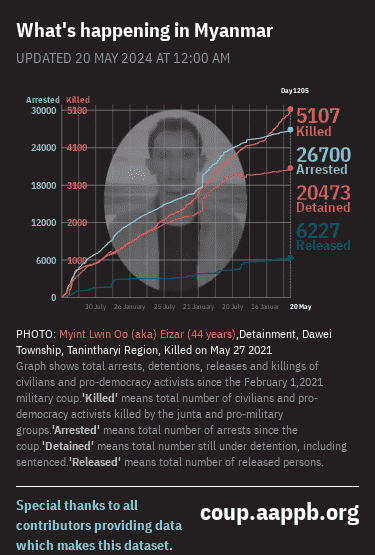 What's happening in Myanmar
UPDATED 20 MAY 2024 AT 12:00 AM
Day1205
Arrested Killed
30000 5100
24000 4100
18000 3100
12000 2000
6000 1000
0
5107
Killed
26700
Arrested
20473
Detained
6227
Released
30 July 26 January 25 July 21 January 20 July 16 Januar 20 May
PHOTO: Myint Lwin Oo (aka) Eizar (44 years),Detainment, Dawei
Township, Tanintharyi Region, Killed on May 27 2021
Graph shows total arrests, detentions, releases and killings of
civilians and pro-democracy activists since the February 1,2021
military coup.'Killed' means total number of civilians and pro-
democracy activists killed by the junta and pro-military
groups.'Arrested' means total number of arrests since the
coup.'Detained' means total number still under detention, including
sentenced.'Released' means total number of released persons.
Special thanks to all
contributors providing data
which makes this dataset.
coup.aappb.org